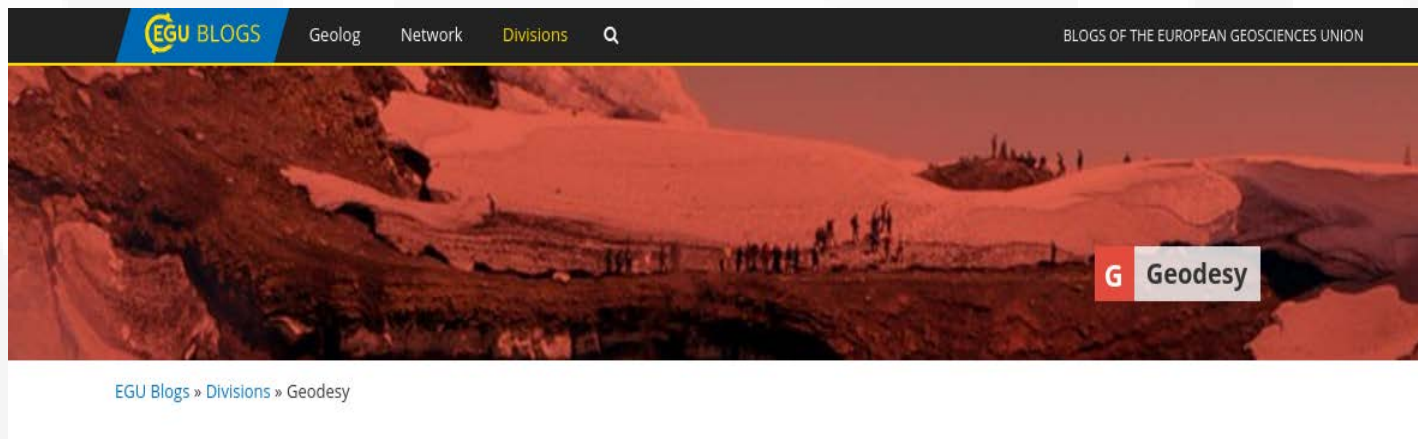 EGU BLOGS Geolog Network Divisions BLOGS OF THE EUROPEAN GEOSCIENCES UNION
G Geodesy
EGU Blogs » Divisions » Geodesy